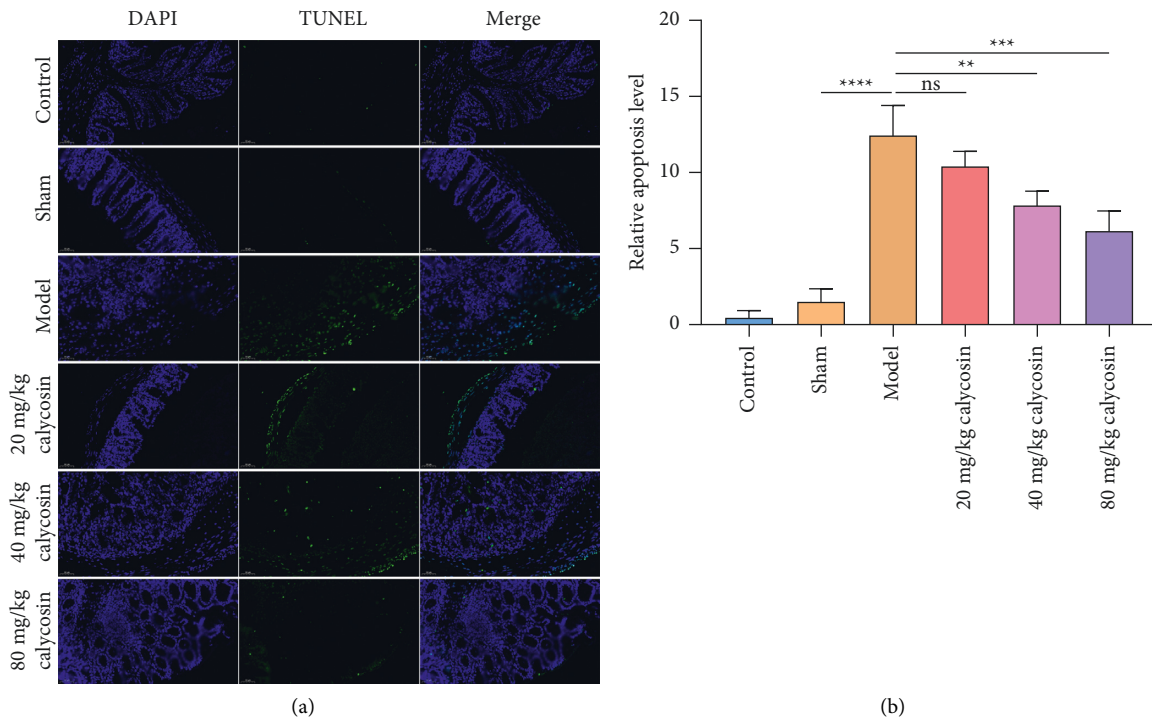 DAPI
TUNEL
Merge
Control
Sham
Model
20 mg/kg
calycosin
40 mg/kg
calycosin
80 mg/kg
calycosin
(a)
20
15
10
5
0
Relative apoptosis level
****
ns
**
***
Control
Sham
Model
20 mg/kg calycosin
40 mg/kg calycosin
80 mg/kg calycosin
(b)